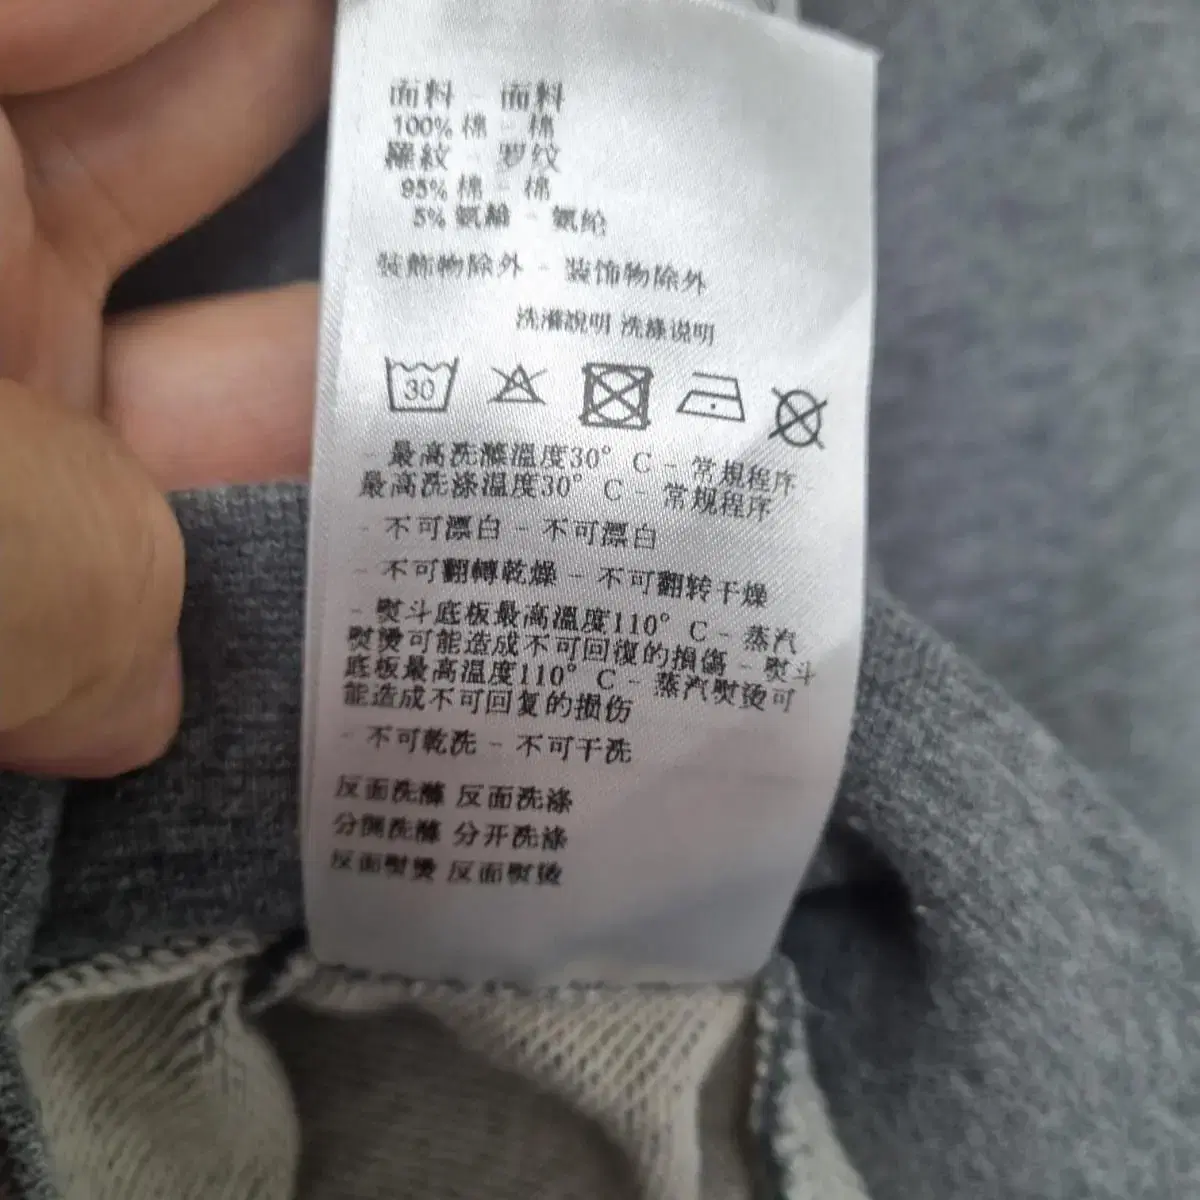 面料 - 面料
100% 棉 - 棉
羅紋 - 罗纹
95% 棉 - 棉
5% 氨綸 - 氨纶
装飾物除外 - 装饰物除外
洗滌說明 洗涤说明
30
- 最高洗滌溫度30° C - 常規程序 -
最高洗涤温度30° C - 常规程序
- 不可漂白 - 不可漂白
- 不可翻轉乾燥 - 不可翻转干燥
- 熨斗底板最高溫度110° C - 蒸汽
熨燙可能造成不可回復的損傷 - 熨斗
底板最高温度110° C - 蒸汽熨烫可
能造成不可回复的损伤
- 不可乾洗 - 不可干洗
反面洗滌 反面洗涤
分開洗滌 分开洗涤
反面熨燙 反面熨烫